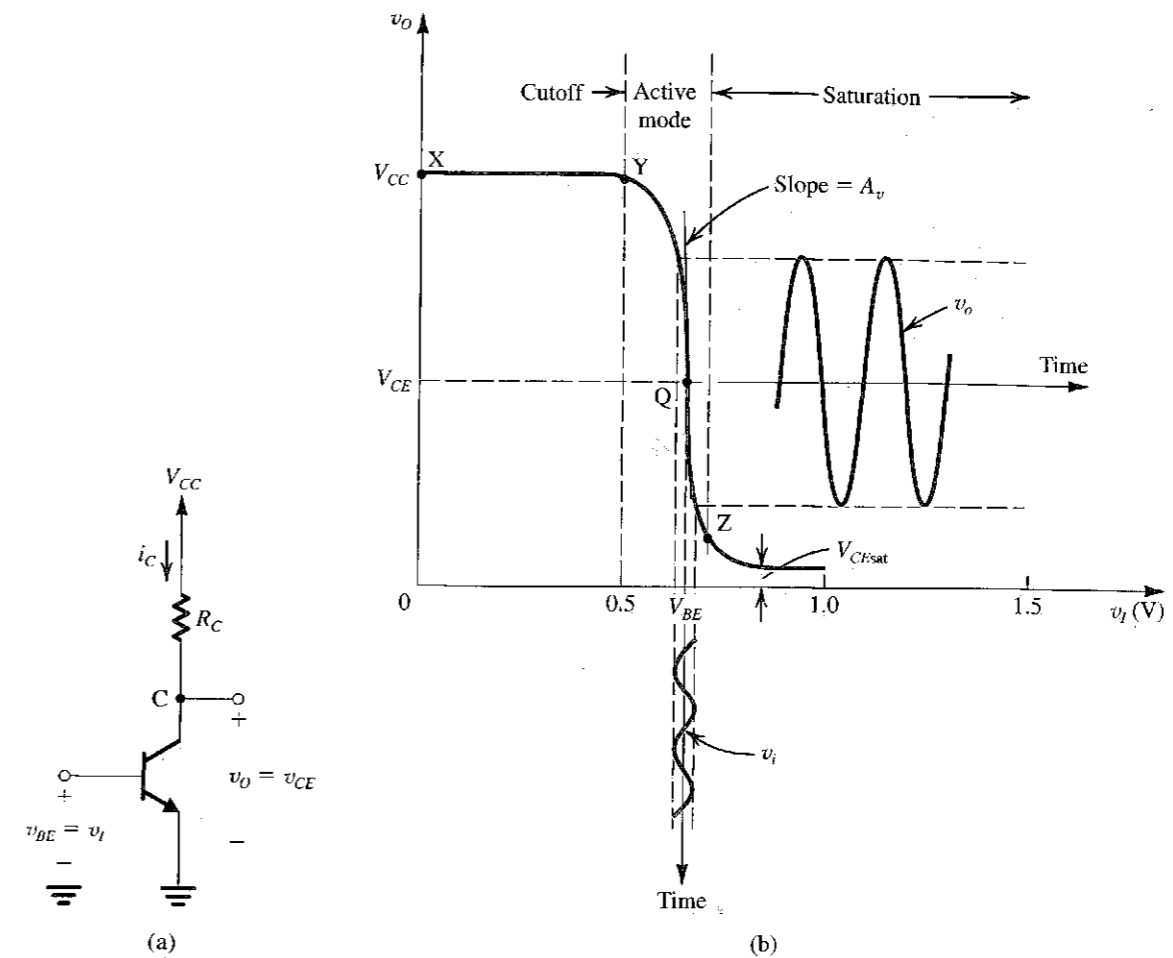 v_O
Cutoff
Active
mode
Saturation
V_CC
X
Y
Slope = A_v
v_o
Time
V_CE
Q
Z
V_CEsat
0
0.5
V_BE
1.0
1.5
v_I (V)
v_i
Time
(b)
V_CC
i_C
R_C
C
+
v_O = v_CE
−
+
v_BE = v_I
−
(a)